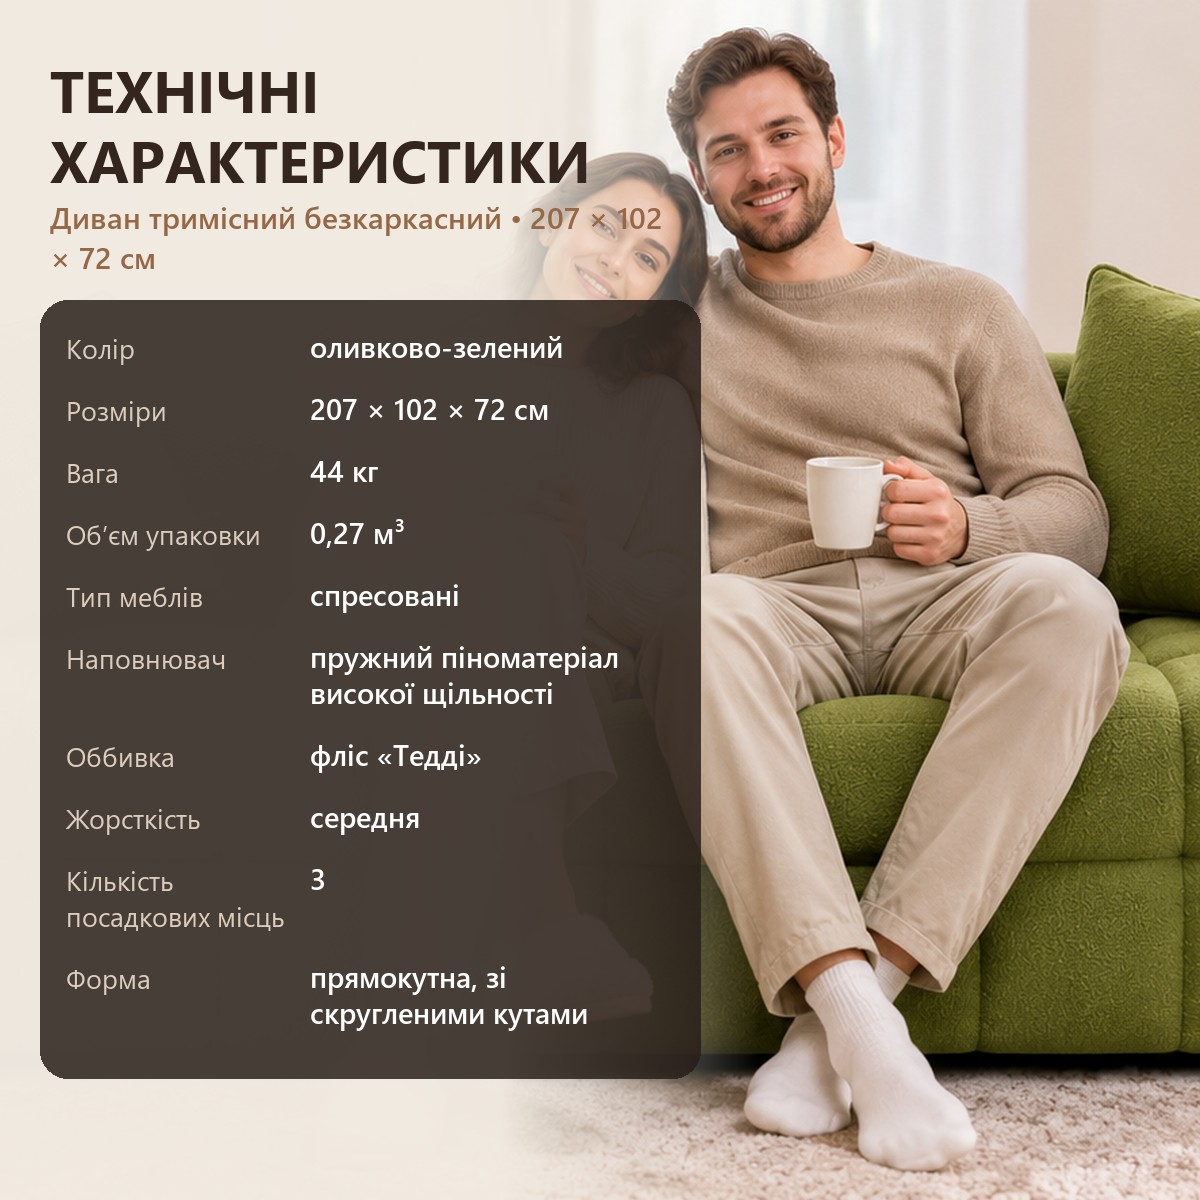 ТЕХНІЧНІ
ХАРАКТЕРИСТИКИ
Диван тримісний безкаркасний • 207 × 102
× 72 см
Колір оливково-зелений
Розміри 207 × 102 × 72 см
Вага 44 кг
Об’єм упаковки 0,27 м³
Тип меблів спресовані
Наповнювач пружний піноматеріал
високої щільності
Оббивка фліс «Тедді»
Жорсткість середня
Кількість 3
посадкових місць
Форма прямокутна, зі
скругленими кутами